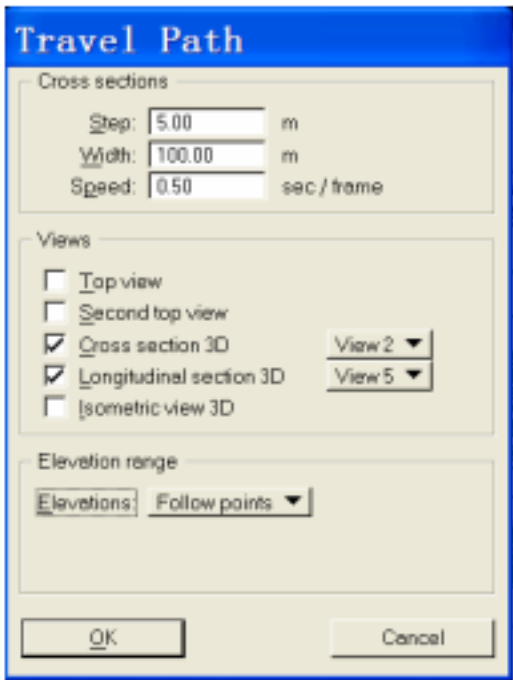 Travel Path
Cross sections
Step: 5.00 m
Width: 100.00 m
Speed: 0.50 sec / frame
Views
Top view
Second top view
Cross section 3D View 2
Longitudinal section 3D View 5
Isometric view 3D
Elevation range
Elevations: Follow points
OK Cancel